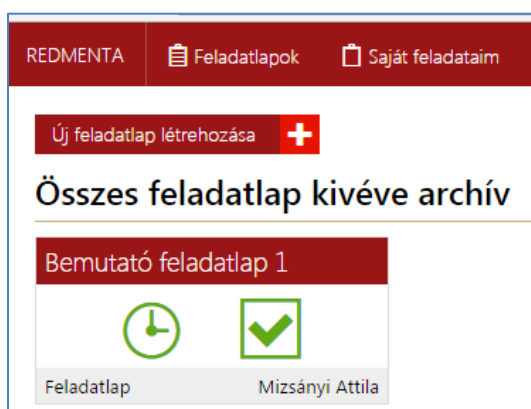 REDMENTA Feladatlapok Saját feladataim
Új feladatlap létrehozása
Összes feladatlap kivéve archív
Bemutató feladatlap 1
Feladatlap Mizsányi Attila